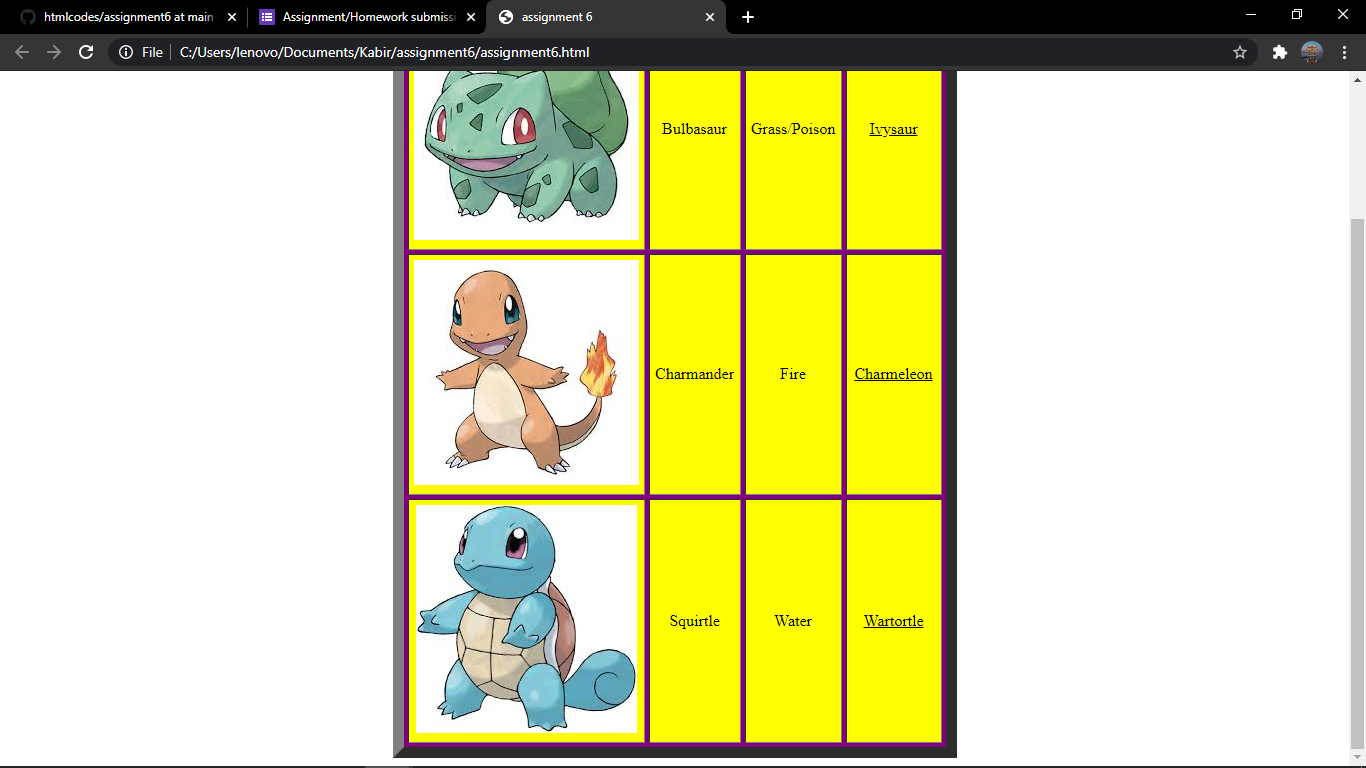 htmlcodes/assignment6 at main
Assignment/Homework submissi
assignment 6
File
C:/Users/lenovo/Documents/Kabir/assignment6/assignment6.html
Bulbasaur Grass/Poison Ivysaur
Charmander Fire Charmeleon
Squirtle Water Wartortle